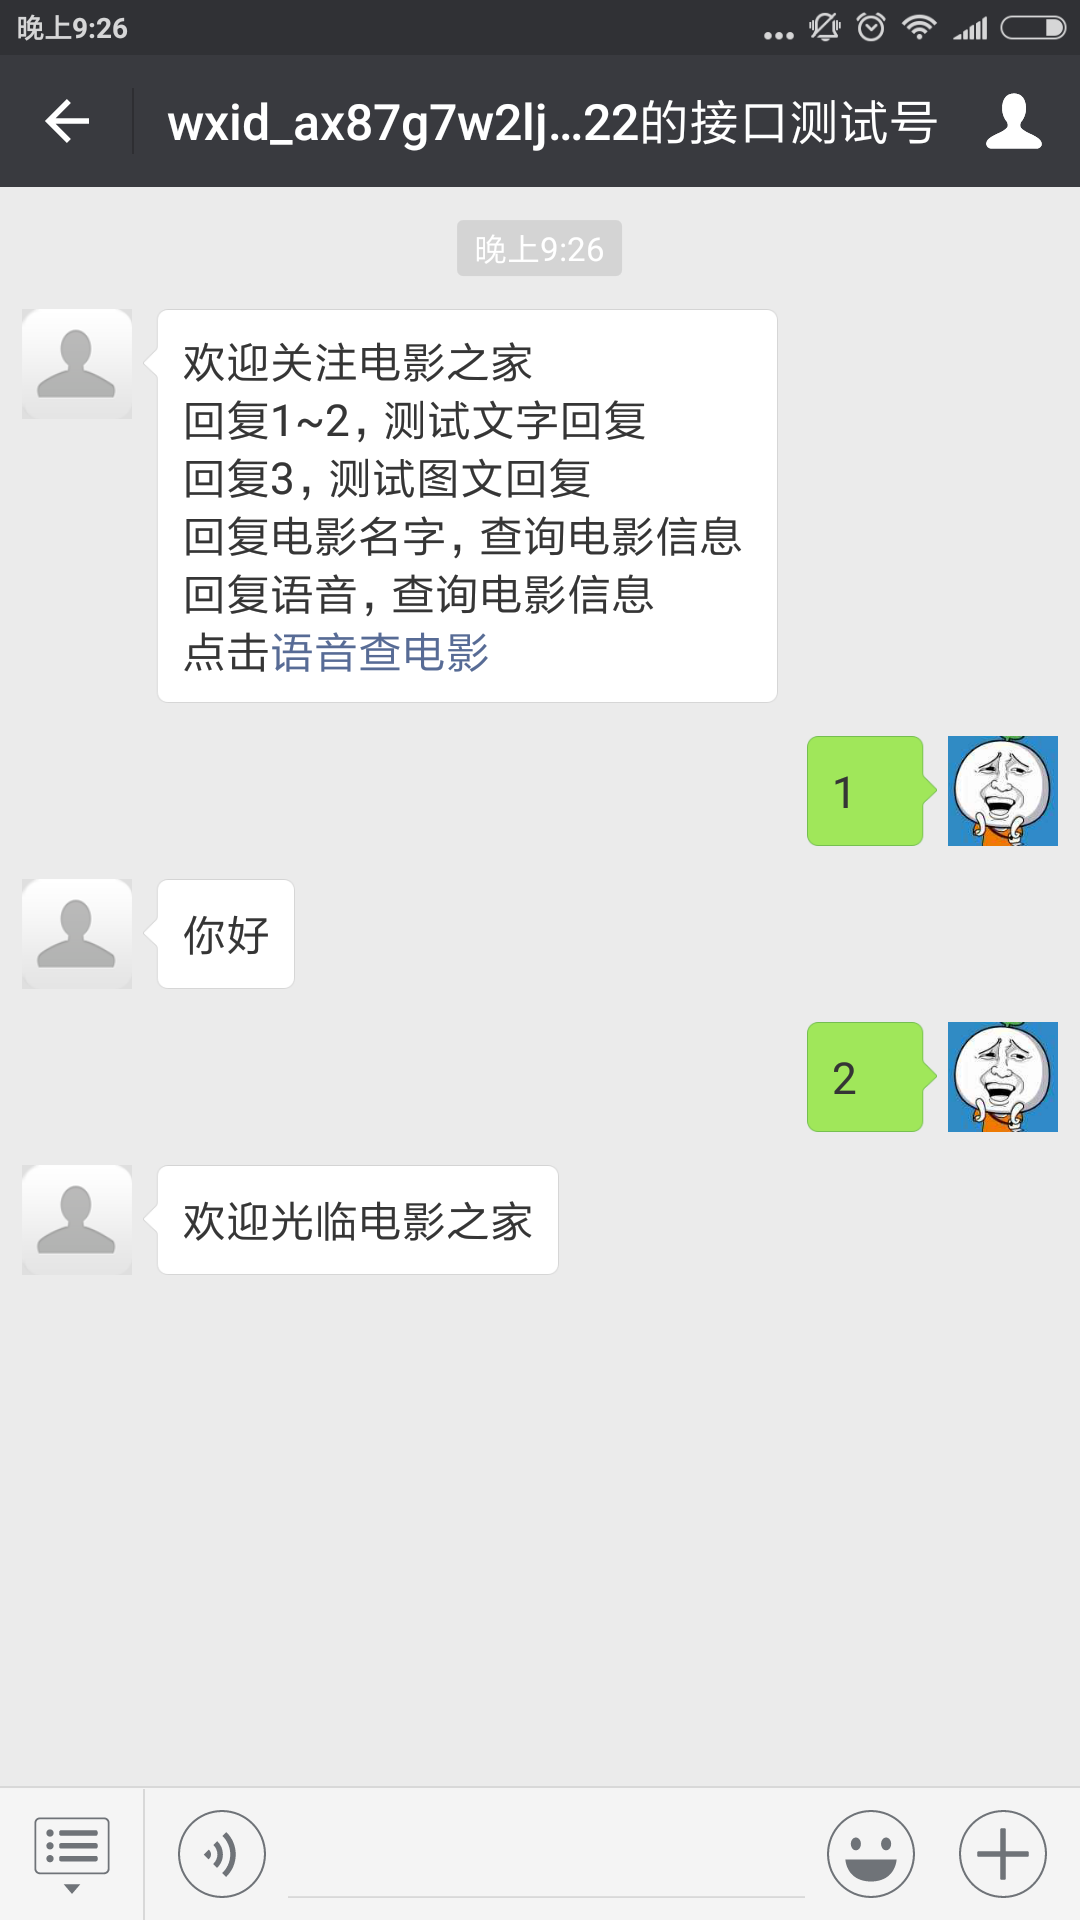 晚上9:26
wxid_ax87g7w2lj...22的接口测试号
晚上9:26
欢迎关注电影之家
回复1~2, 测试文字回复
回复3, 测试图文回复
回复电影名字, 查询电影信息
回复语音, 查询电影信息
点击语音查电影
1
你好
2
欢迎光临电影之家